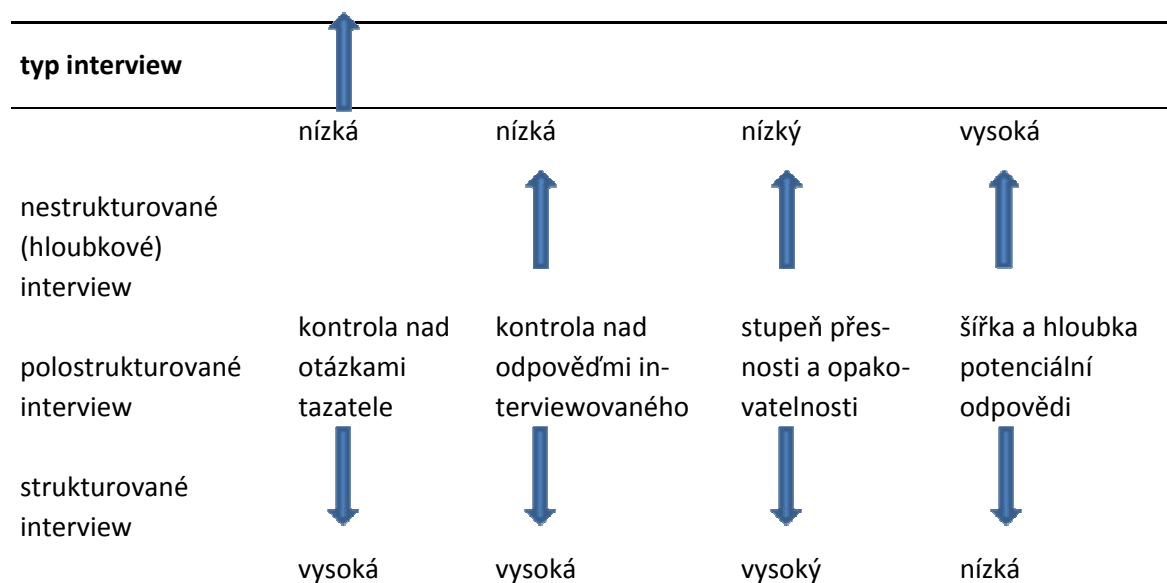 typ interview
nízká nízká nízký vysoká
nestrukturované
(hloubkové)
interview
kontrola nad kontrola nad stupeň přes- šířka a hloubka
polostrukturované otázkami odpověďmi in- nosti a opako- potenciální
interview tazatele terviewovaného vatelnosti odpovědi
strukturované
interview
vysoká vysoká vysoký nízká